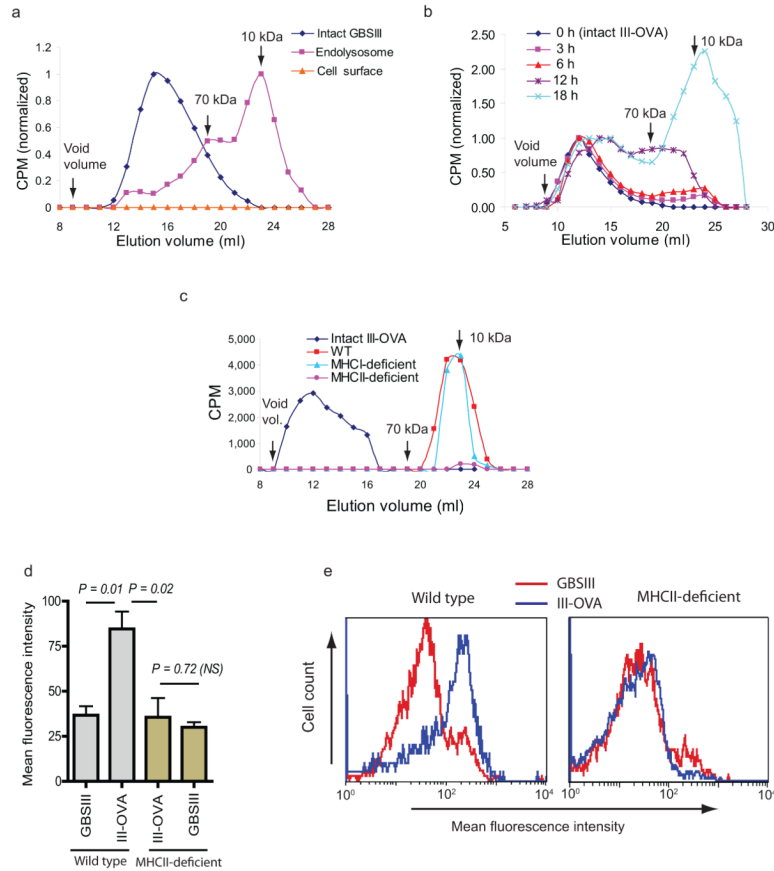 a
10 kDa
Intact GBSIII
Endolysosome
Cell surface
70 kDa
Void
volume
CPM (normalized)
1.2
1
0.8
0.6
0.4
0.2
0
8 12 16 20 24 28
Elution volume (ml)
b
0 h (intact III-OVA)
3 h
6 h
12 h
18 h
10 kDa
70 kDa
Void
volume
CPM (normalized)
2.50
2.00
1.50
1.00
0.50
0.00
5 10 15 20 25 30
Elution volume (ml)
c
Intact III-OVA
WT
MHCI-deficient
MHCII-deficient
10 kDa
Void
vol.
70 kDa
CPM
5,000
4,000
3,000
2,000
1,000
0
8 12 16 20 24 28
Elution volume (ml)
d
P = 0.01 P = 0.02
P = 0.72 (NS)
Mean fluorescence intensity
100
75
50
25
0
GBSIII
III-OVA
III-OVA
GBSIII
Wild type MHCII-deficient
e
GBSIII
III-OVA
Wild type MHCII-deficient
Cell count
10⁰ 10² 10⁴
10⁰ 10² 10⁴
Mean fluorescence intensity